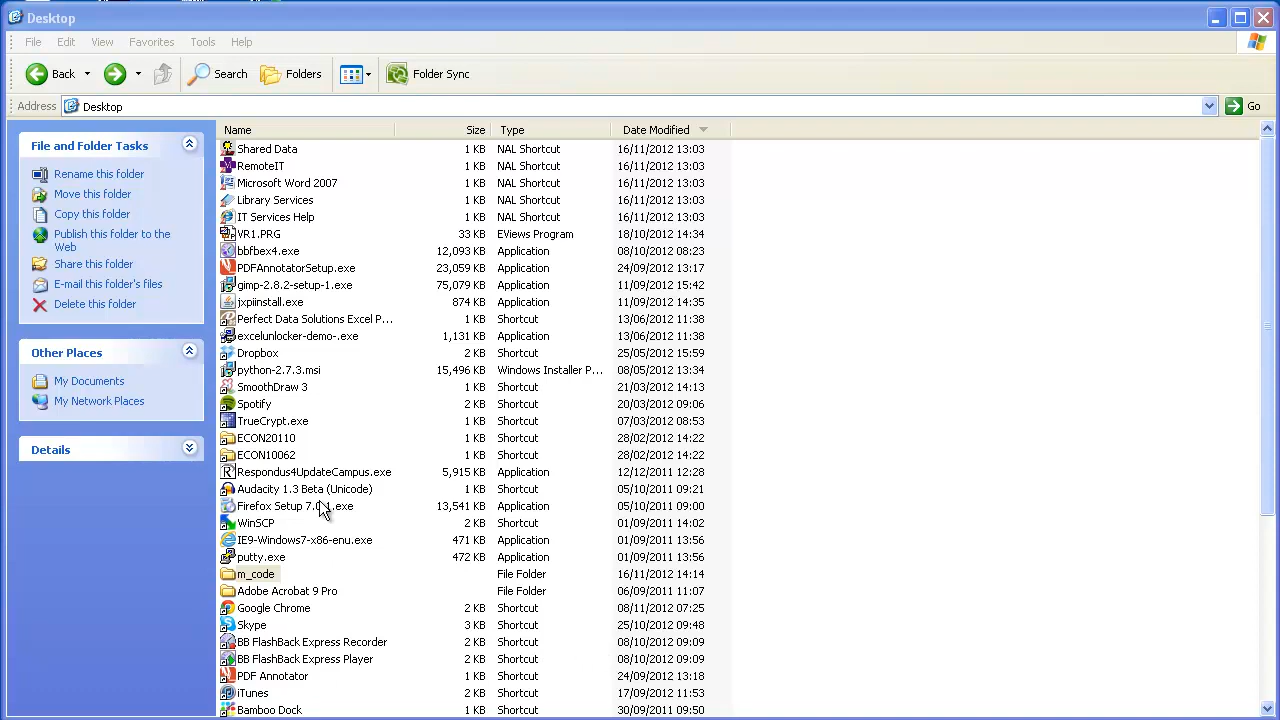 Desktop
File Edit View Favorites Tools Help
Back Search Folders Folder Sync
Address Desktop Go
File and Folder Tasks
Rename this folder
Move this folder
Copy this folder
Publish this folder to the
Web
Share this folder
E-mail this folder's files
Delete this folder
Other Places
My Documents
My Network Places
Details
Name Size Type Date Modified
Shared Data 1 KB NAL Shortcut 16/11/2012 13:03
RemoteIT 1 KB NAL Shortcut 16/11/2012 13:03
Microsoft Word 2007 1 KB NAL Shortcut 16/11/2012 13:03
Library Services 1 KB NAL Shortcut 16/11/2012 13:03
IT Services Help 1 KB NAL Shortcut 16/11/2012 13:03
VR1.PRG 33 KB EViews Program 18/10/2012 14:34
bbfbex4.exe 12,093 KB Application 08/10/2012 08:23
PDFAnnotatorSetup.exe 23,059 KB Application 24/09/2012 13:17
gimp-2.8.2-setup-1.exe 75,079 KB Application 11/09/2012 15:42
jxpiinstall.exe 874 KB Application 11/09/2012 14:35
Perfect Data Solutions Excel P... 1 KB Shortcut 13/06/2012 11:38
excelunlocker-demo-.exe 1,131 KB Application 13/06/2012 11:38
Dropbox 2 KB Shortcut 25/05/2012 15:59
python-2.7.3.msi 15,496 KB Windows Installer P... 08/05/2012 13:34
SmoothDraw 3 1 KB Shortcut 21/03/2012 14:13
Spotify 2 KB Shortcut 20/03/2012 09:06
TrueCrypt.exe 1 KB Shortcut 07/03/2012 08:53
ECON20110 1 KB Shortcut 28/02/2012 14:22
ECON10062 1 KB Shortcut 28/02/2012 14:22
Respondus4UpdateCampus.exe 5,915 KB Application 12/12/2011 12:28
Audacity 1.3 Beta (Unicode) 1 KB Shortcut 05/10/2011 09:21
Firefox Setup 7.0.1.exe 13,541 KB Application 05/10/2011 09:00
WinSCP 2 KB Shortcut 01/09/2011 14:02
IE9-Windows7-x86-enu.exe 471 KB Application 01/09/2011 13:56
putty.exe 472 KB Application 01/09/2011 13:56
m_code File Folder 16/11/2012 14:14
Adobe Acrobat 9 Pro File Folder 06/09/2011 11:07
Google Chrome 2 KB Shortcut 08/11/2012 07:25
Skype 3 KB Shortcut 25/10/2012 09:48
BB FlashBack Express Recorder 2 KB Shortcut 08/10/2012 09:09
BB FlashBack Express Player 2 KB Shortcut 08/10/2012 09:09
PDF Annotator 2 KB Shortcut 24/09/2012 13:18
iTunes 2 KB Shortcut 17/09/2012 11:53
Bamboo Dock 1 KB Shortcut 30/09/2011 09:50